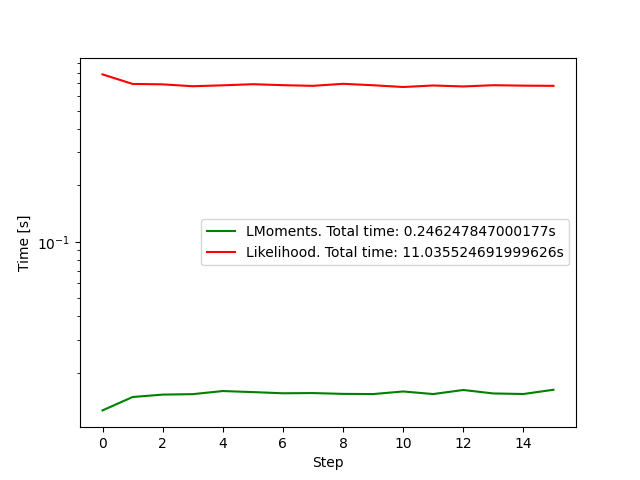 Time [s]
10⁻¹
LMoments. Total time: 0.246247847000177s
Likelihood. Total time: 11.035524691999626s
0 2 4 6 8 10 12 14
Step